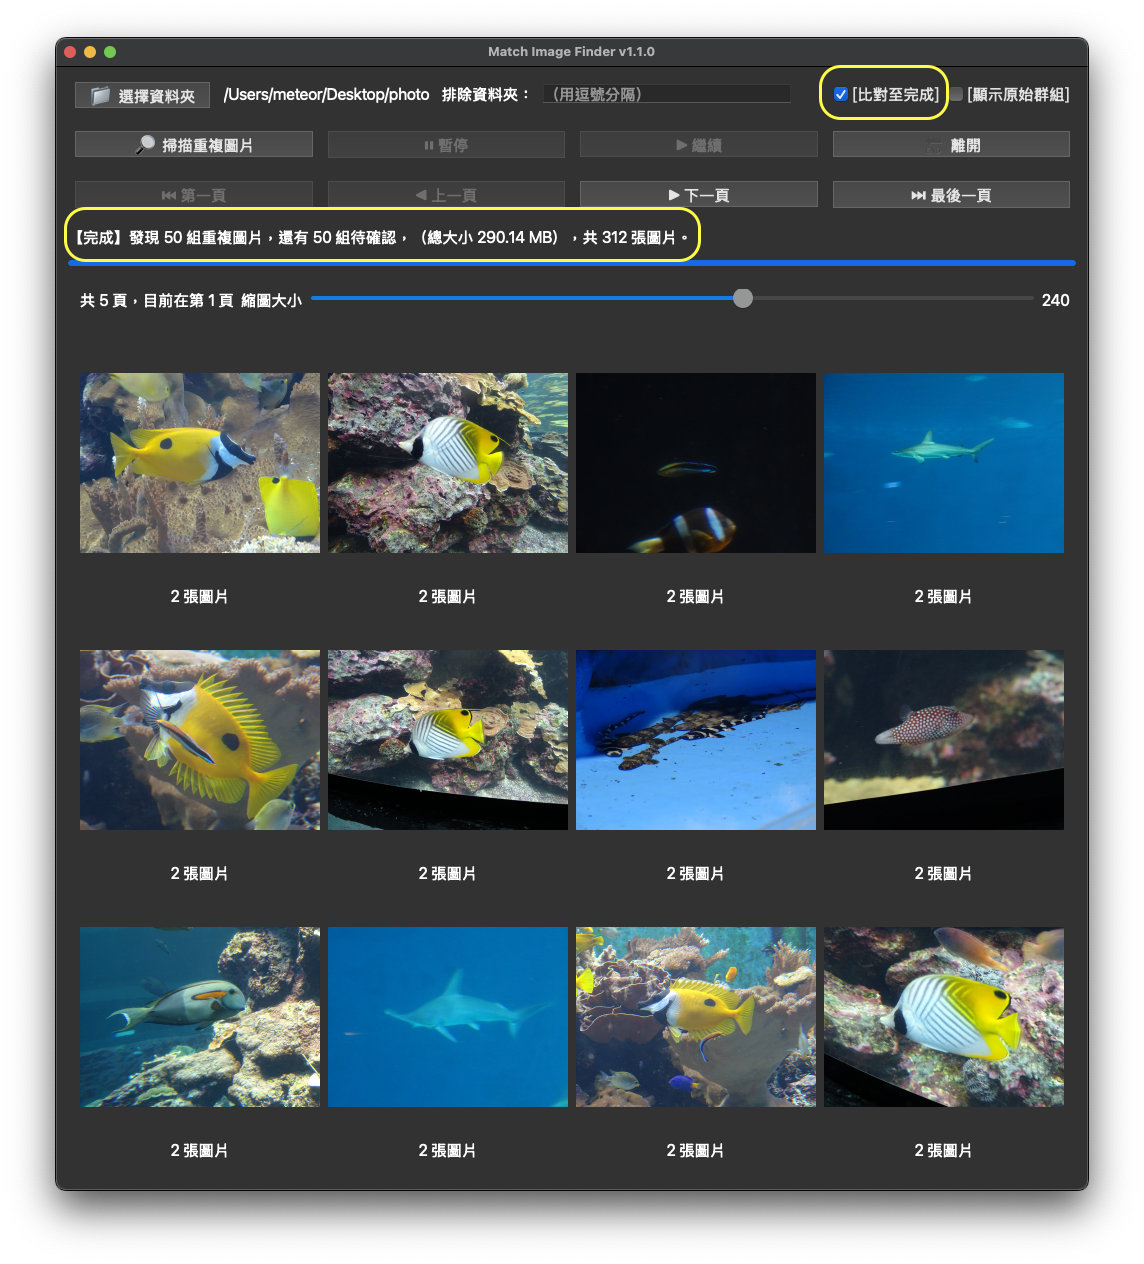 Match Image Finder v1.1.0
選擇資料夾 /Users/meteor/Desktop/photo 排除資料夾： （用逗號分隔） [比對至完成] [顯示原始群組]
掃描重複圖片 暫停 繼續 離開
第一頁 上一頁 下一頁 最後一頁
【完成】發現 50 組重複圖片，還有 50 組待確認，（總大小 290.14 MB），共 312 張圖片。
共 5 頁，目前在第 1 頁 縮圖大小 240
2 張圖片 2 張圖片 2 張圖片 2 張圖片
2 張圖片 2 張圖片 2 張圖片 2 張圖片
2 張圖片 2 張圖片 2 張圖片 2 張圖片